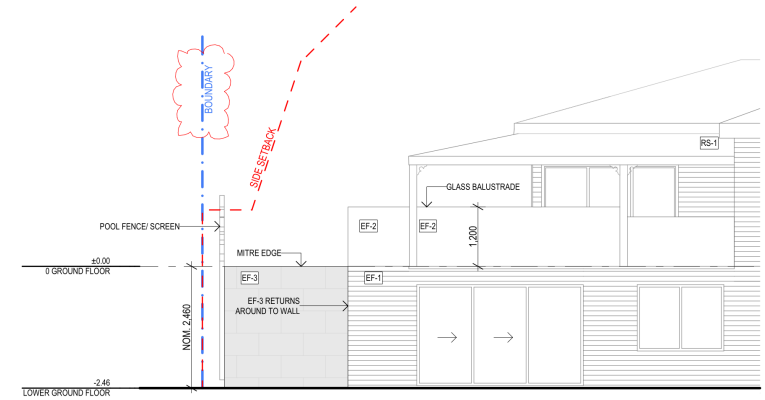 BOUNDARY
SIDE SETBACK
RS-1
GLASS BALUSTRADE
POOL FENCE/ SCREEN
EF-2
EF-2
1,200
MITRE EDGE
±0.00
0 GROUND FLOOR
EF-3
EF-1
EF-3 RETURNS
AROUND TO WALL
NOM. 2,460
-2.46
LOWER GROUND FLOOR